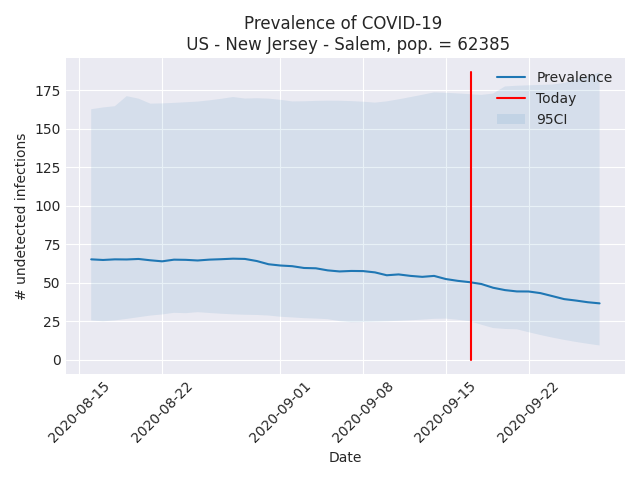 Prevalence of COVID-19
US - New Jersey - Salem, pop. = 62385
Prevalence
Today
95CI
175
150
125
100
75
50
25
0
# undetected infections
2020-08-15
2020-08-22
2020-09-01
2020-09-08
2020-09-15
2020-09-22
Date